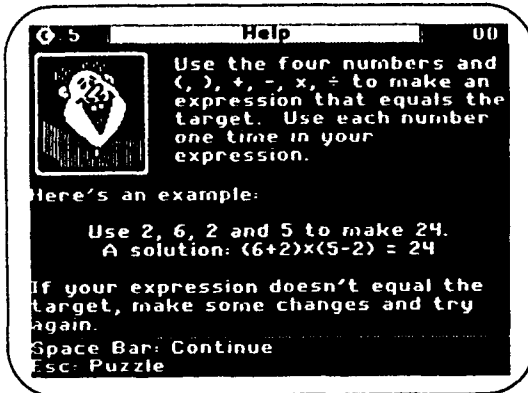 C. 5 Help 00
Use the four numbers and
(, ), +, -, x, ÷ to make an
expression that equals the
target. Use each number
one time in your
expression.
Here's an example:
Use 2, 6, 2 and 5 to make 24.
A solution: (6+2)x(5-2) = 24
If your expression doesn't equal the
target, make some changes and try
again.
Space Bar: Continue
Esc: Puzzle